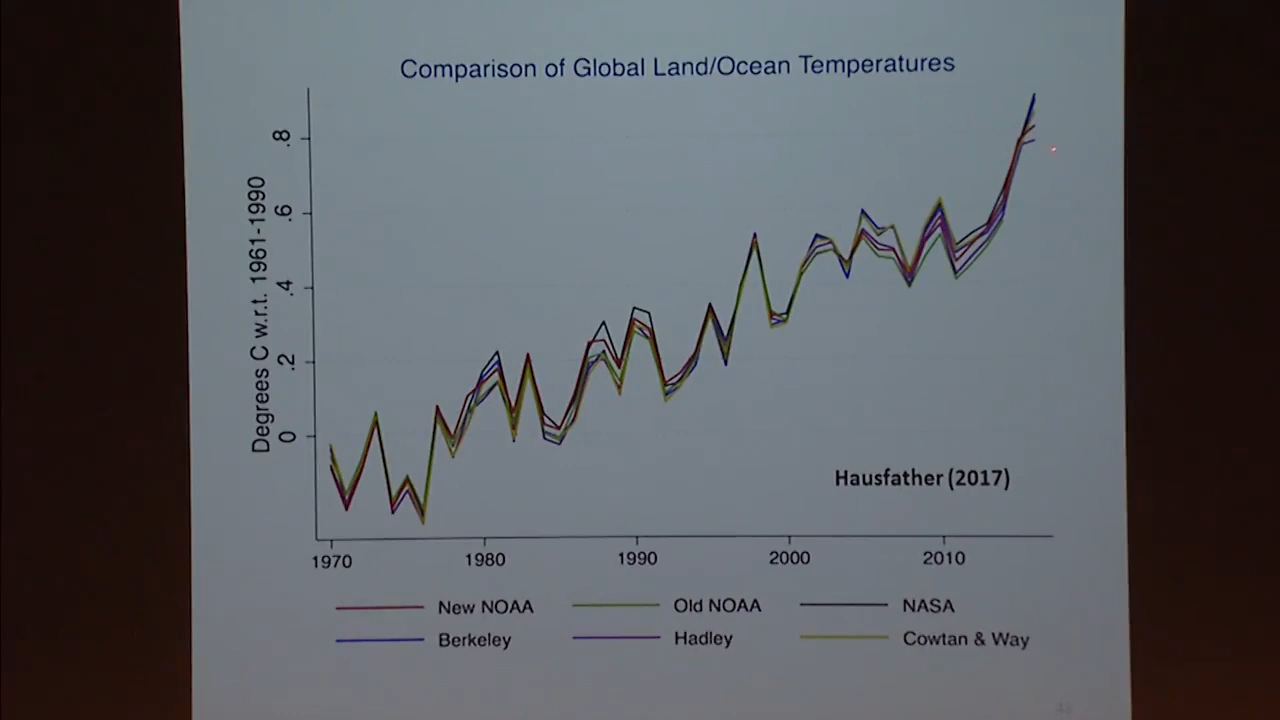 Comparison of Global Land/Ocean Temperatures
Degrees C w.r.t. 1961-1990
.8
.6
.4
.2
0
Hausfather (2017)
1970 1980 1990 2000 2010
New NOAA Old NOAA NASA
Berkeley Hadley Cowtan & Way